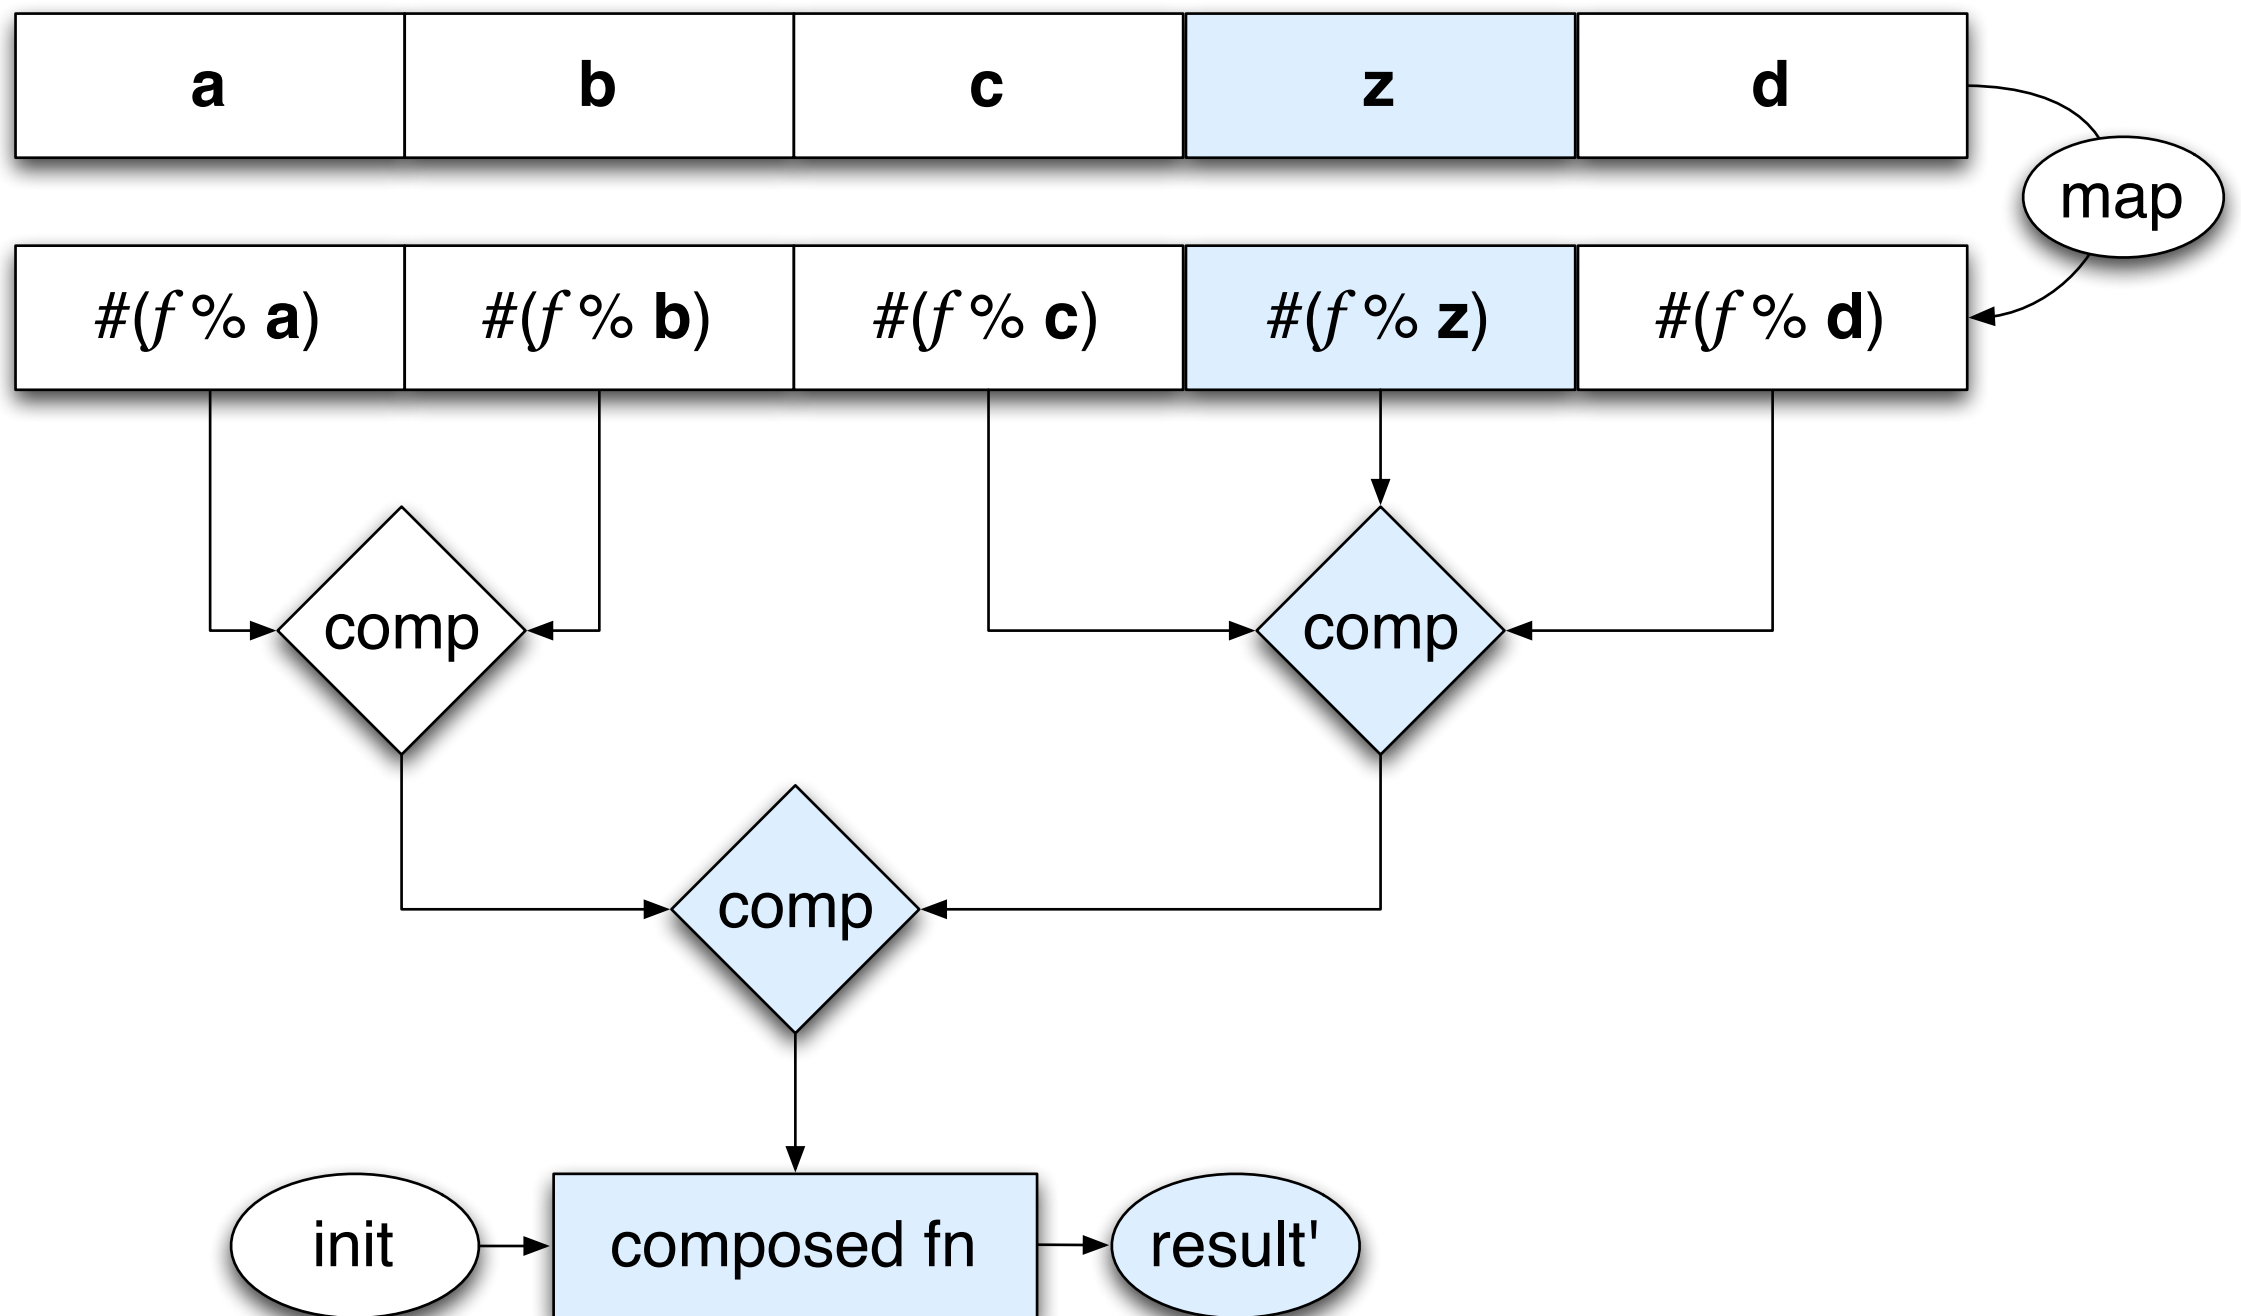 a b c z d
map
#(f % a) #(f % b) #(f % c) #(f % z) #(f % d)
comp comp
comp
init composed fn result'